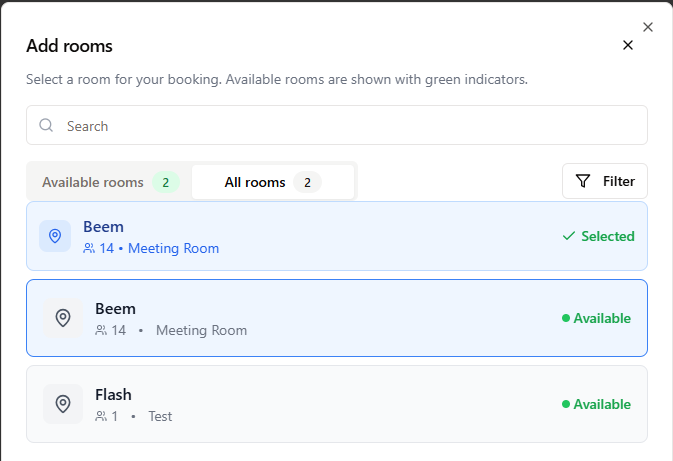 Add rooms
Select a room for your booking. Available rooms are shown with green indicators.
Search
Available rooms 2 All rooms 2 Filter
Beem
14 • Meeting Room Selected
Beem
14 • Meeting Room Available
Flash
1 • Test Available